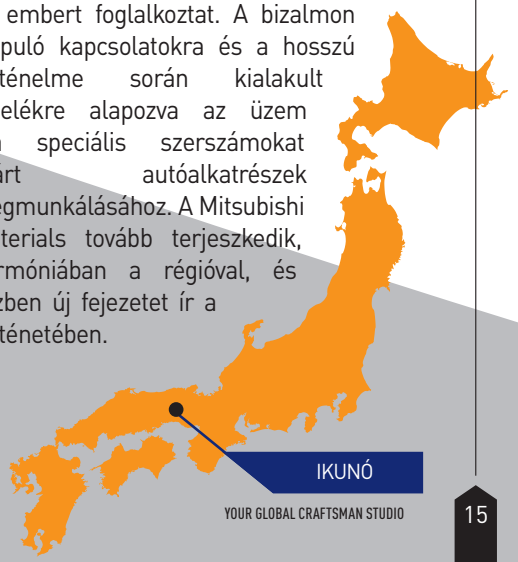 embert foglalkoztat. A bizalmon
puló kapcsolatokra és a hosszú
ténelme során kialakult
elékre alapozva az üzem
speciális szerszámokat
árt autóalkatrészek
egmunkálásához. A Mitsubishi
terials tovább terjeszkedik,
rmóniában a régióval, és
zben új fejezetet ír a
ténetében.
IKUNÓ
YOUR GLOBAL CRAFTSMAN STUDIO
15